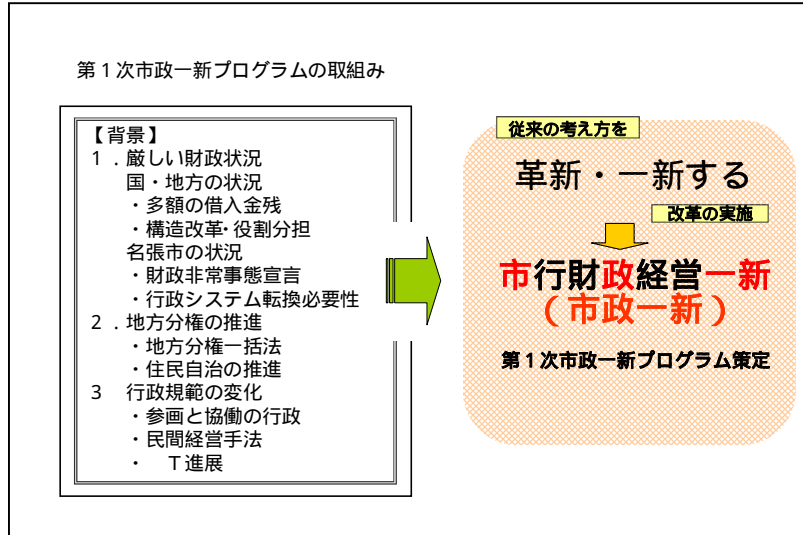 第1次市政一新プログラムの取組み
【背景】
1.厳しい財政状況
国・地方の状況
・多額の借入金残
・構造改革・役割分担
名張市の状況
・財政非常事態宣言
・行政システム転換必要性
2.地方分権の推進
・地方分権一括法
・住民自治の推進
3 行政規範の変化
・参画と協働の行政
・民間経営手法
・ T進展
従来の考え方を
革新・一新する
改革の実施
市行財政経営一新
(市政一新)
第1次市政一新プログラム策定